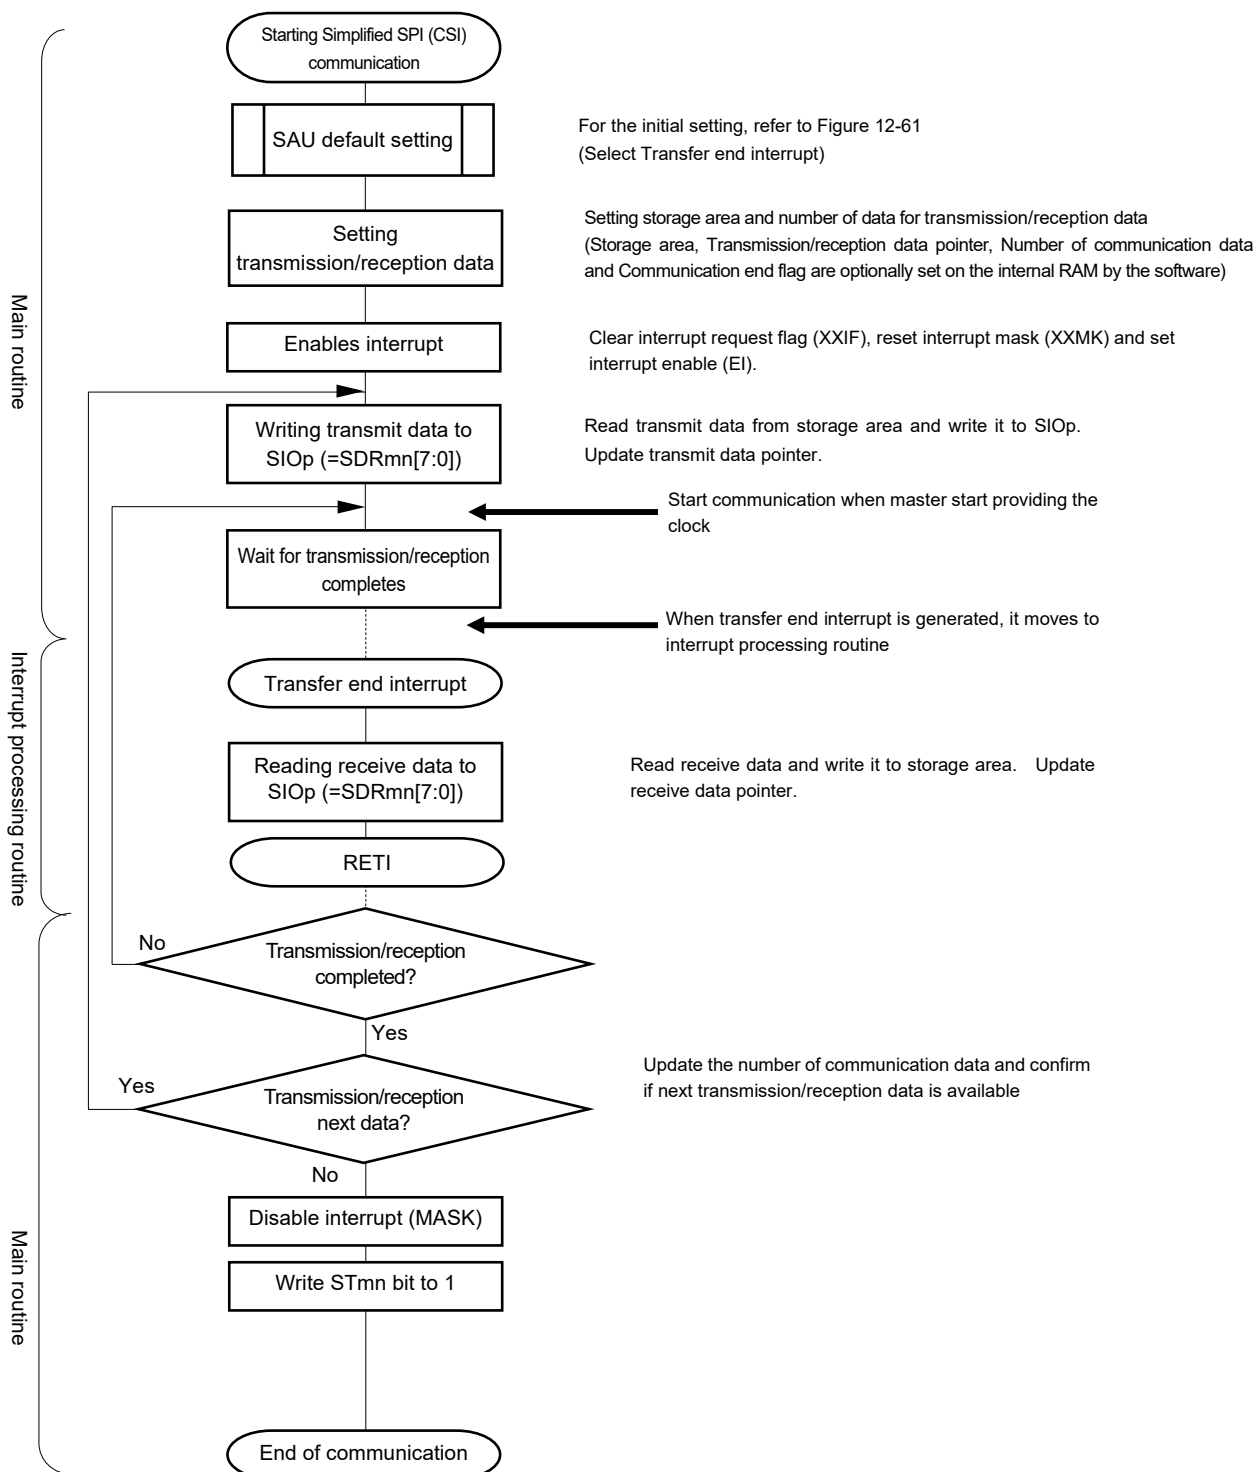 Starting Simplified SPI (CSI)
communication
SAU default setting
For the initial setting, refer to Figure 12-61
(Select Transfer end interrupt)
Setting
transmission/reception data
Setting storage area and number of data for transmission/reception data
(Storage area, Transmission/reception data pointer, Number of communication data
and Communication end flag are optionally set on the internal RAM by the software)
Main routine
Enables interrupt
Clear interrupt request flag (XXIF), reset interrupt mask (XXMK) and set
interrupt enable (EI).
Writing transmit data to
SIOp (=SDRmn[7:0])
Read transmit data from storage area and write it to SIOp.
Update transmit data pointer.
Start communication when master start providing the
clock
Wait for transmission/reception
completes
When transfer end interrupt is generated, it moves to
interrupt processing routine
Interrupt processing routine
Transfer end interrupt
Reading receive data to
SIOp (=SDRmn[7:0])
Read receive data and write it to storage area. Update
receive data pointer.
RETI
No
Transmission/reception
completed?
Yes
Yes
Transmission/reception
next data?
Update the number of communication data and confirm
if next transmission/reception data is available
No
Disable interrupt (MASK)
Main routine
Write STmn bit to 1
End of communication